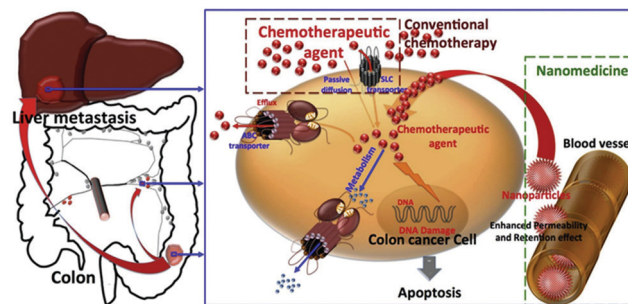 Chemotherapeutic
agent
Conventional
chemotherapy
Passive
diffusion
SLC
transporter
Nanomedicine
Liver metastasis
Efflux
ABC
transporter
Chemotherapeutic
agent
Metabolism
Blood vesse
Nanoparticles
DNA
DNA Damage
Colon cancer Cell
Enhanced Permeability
and Retention effect
Colon
Apoptosis